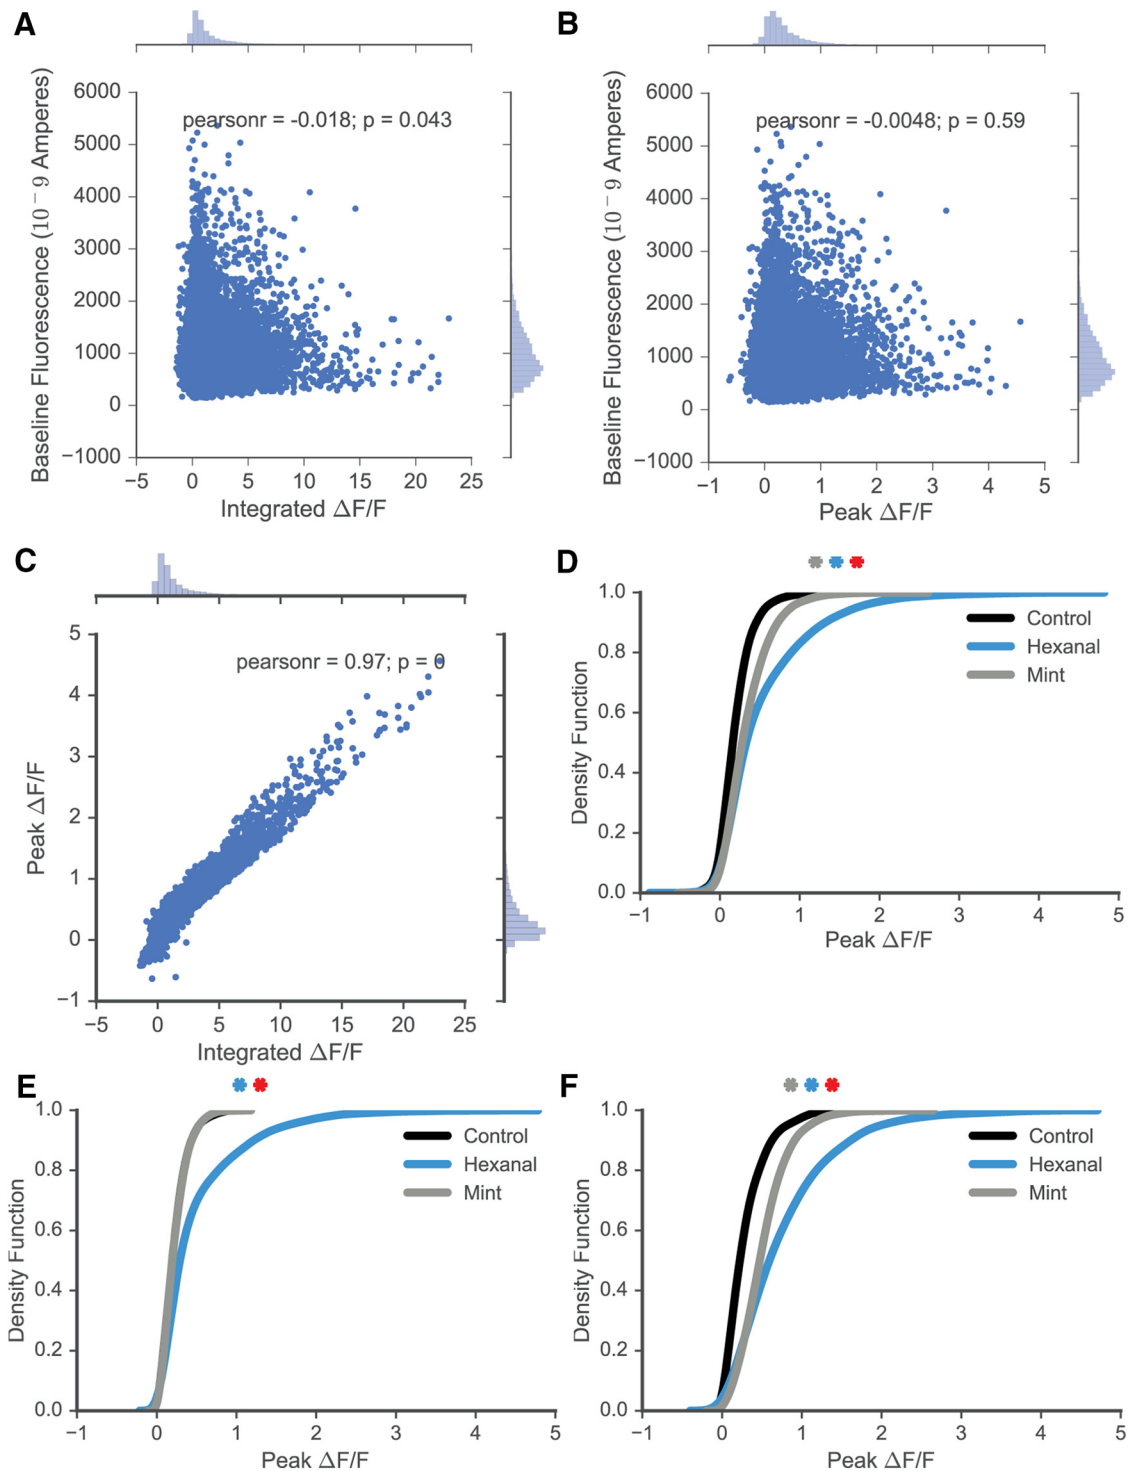 A
pearsonr = -0.018; p = 0.043
Baseline Fluorescence (10⁻9 Amperes)
6000
5000
4000
3000
2000
1000
0
−1000
−5 0 5 10 15 20 25
Integrated ΔF/F
B
pearsonr = -0.0048; p = 0.59
Baseline Fluorescence (10⁻9 Amperes)
6000
5000
4000
3000
2000
1000
0
−1000
−1 0 1 2 3 4 5
Peak ΔF/F
C
pearsonr = 0.97; p = 0
Peak ΔF/F
5
4
3
2
1
0
−1
−5 0 5 10 15 20 25
Integrated ΔF/F
D
* * *
Density Function
1.0
0.8
0.6
0.4
0.2
0.0
Control
Hexanal
Mint
−1 0 1 2 3 4 5
Peak ΔF/F
E
* *
Density Function
1.0
0.8
0.6
0.4
0.2
0.0
Control
Hexanal
Mint
−1 0 1 2 3 4 5
Peak ΔF/F
F
* * *
Density Function
1.0
0.8
0.6
0.4
0.2
0.0
Control
Hexanal
Mint
−1 0 1 2 3 4 5
Peak ΔF/F